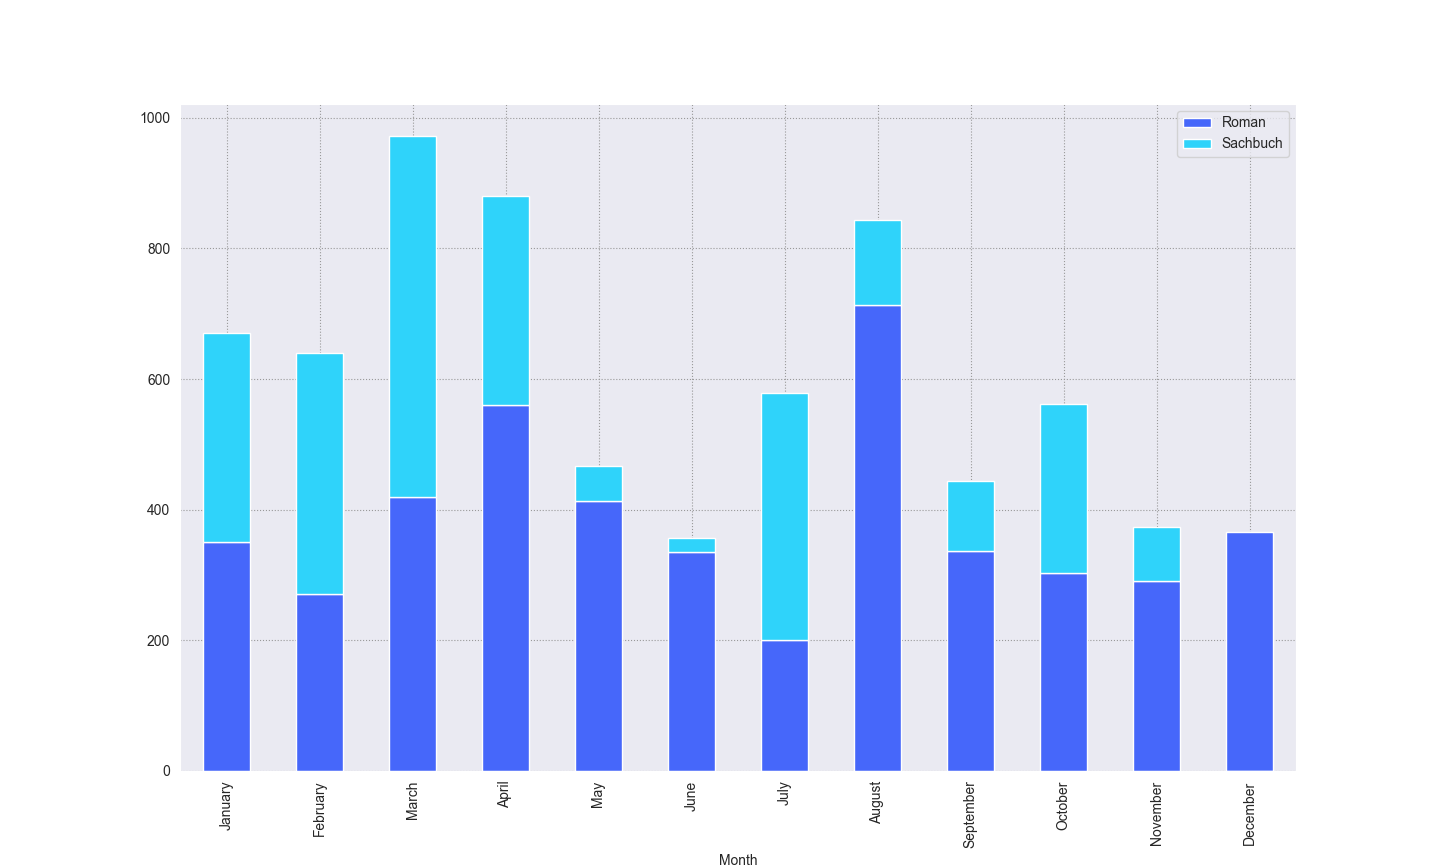 1000
800
600
400
200
0
Roman
Sachbuch
January
February
March
April
May
June
July
August
September
October
November
December
Month